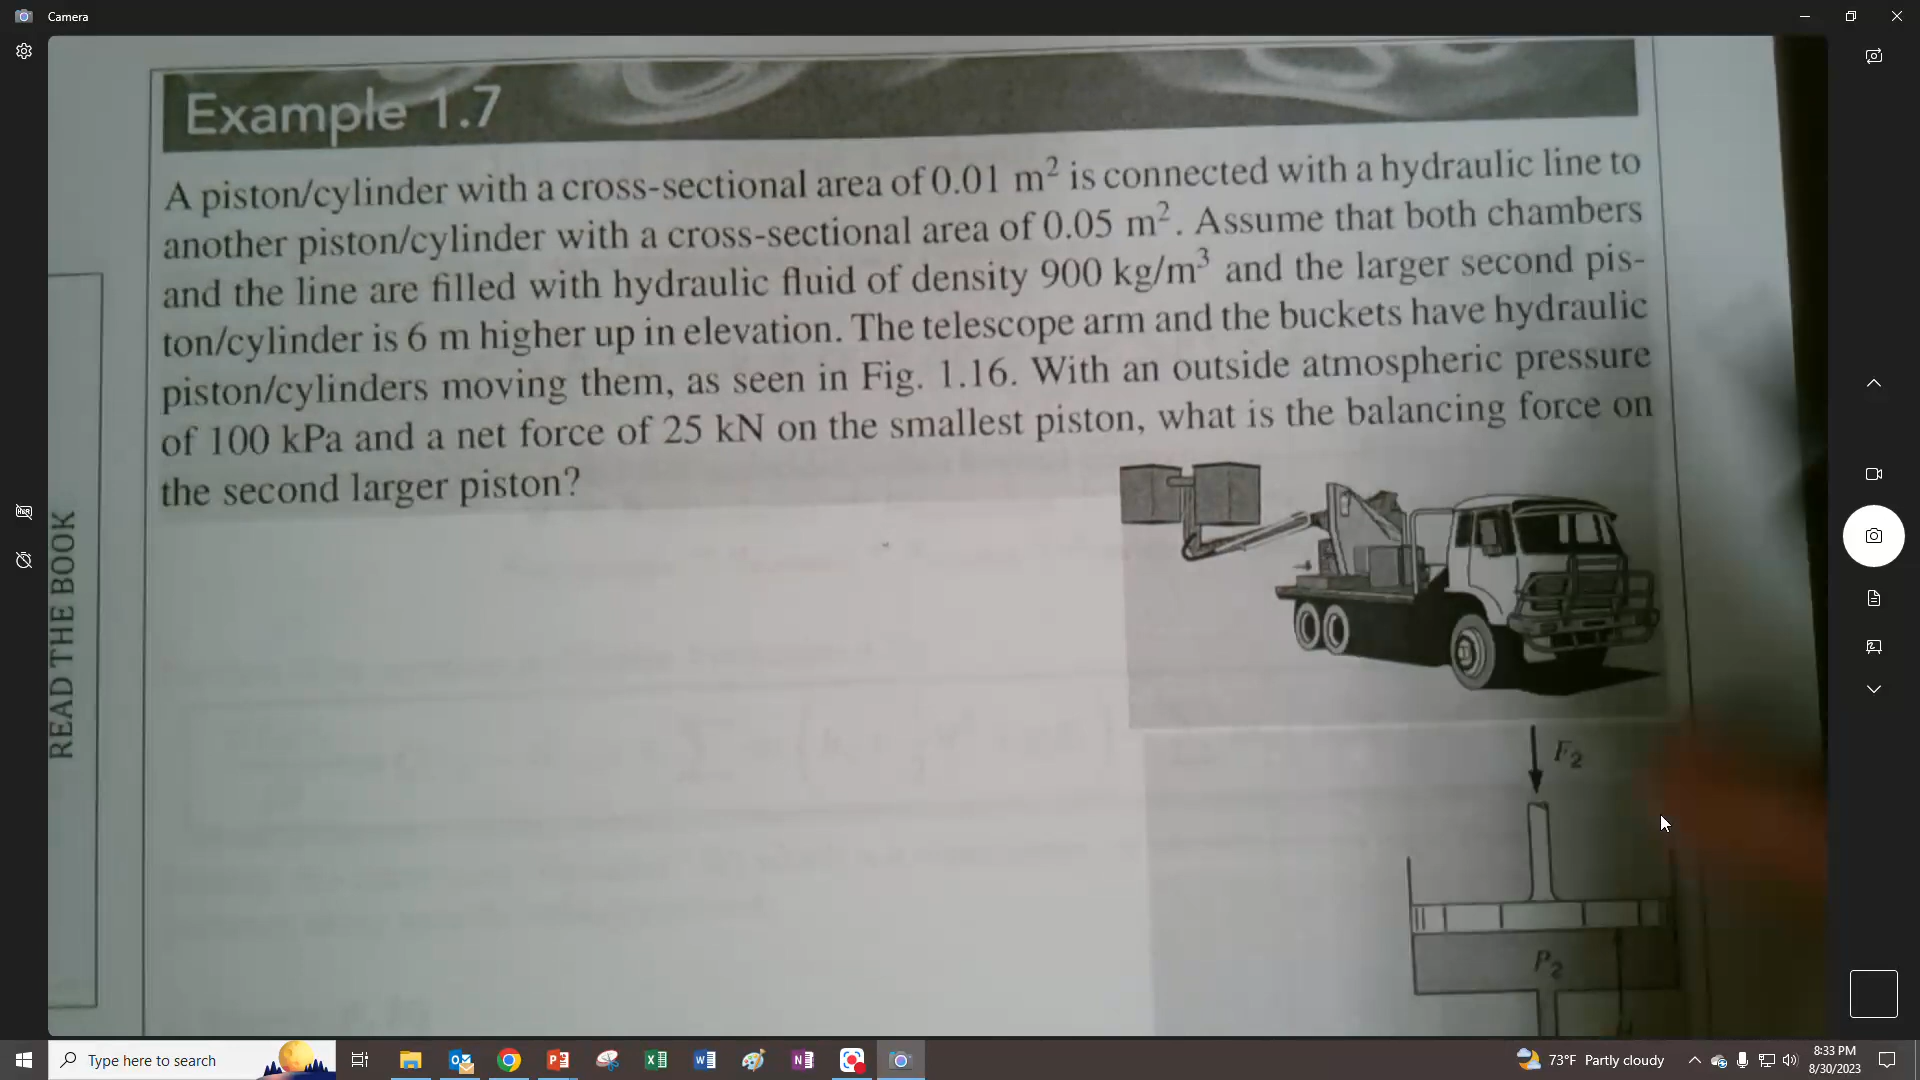 Camera
Example 1.7
A piston/cylinder with a cross-sectional area of 0.01 m² is connected with a hydraulic line to
another piston/cylinder with a cross-sectional area of 0.05 m². Assume that both chambers
and the line are filled with hydraulic fluid of density 900 kg/m³ and the larger second pis-
ton/cylinder is 6 m higher up in elevation. The telescope arm and the buckets have hydraulic
piston/cylinders moving them, as seen in Fig. 1.16. With an outside atmospheric pressure
of 100 kPa and a net force of 25 kN on the smallest piston, what is the balancing force on
the second larger piston?
READ THE BOOK
F₂
P₂
Type here to search
73°F Partly cloudy
8:33 PM
8/30/2023